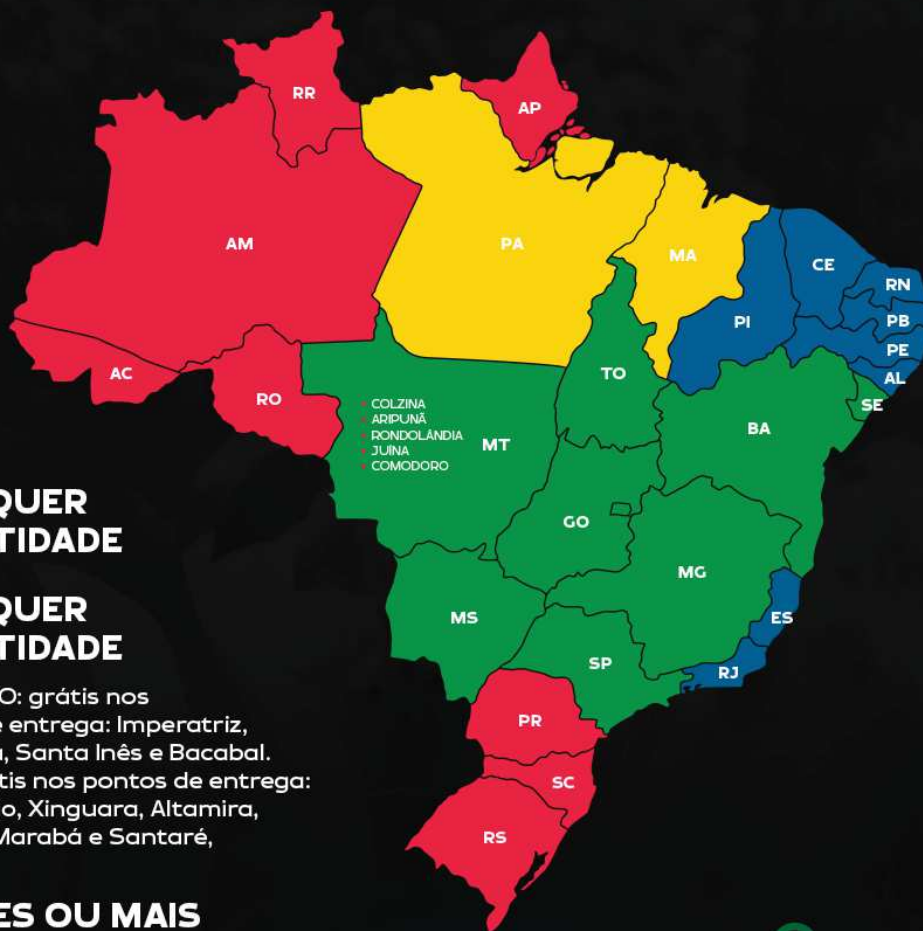 RR
AP
AM
PA
MA
CE
RN
PB
PE
AL
SE
PI
AC
RO
TO
BA
COLZINA
ARIPUNÃ
RONDOLÂNDIA
JUÍNA
COMODORO
MT
GO
MG
MS
ES
SP
RJ
PR
SC
RS
QUER
TIDADE
QUER
TIDADE
O: grátis nos
e entrega: Imperatriz,
, Santa Inês e Bacabal.
tis nos pontos de entrega:
o, Xinguara, Altamira,
Marabá e Santaré,
ES OU MAIS